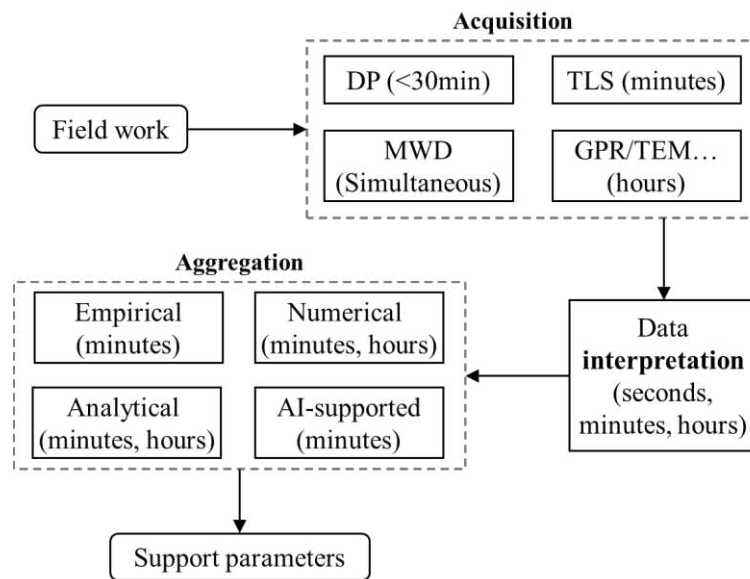 Acquisition
DP (<30min)
TLS (minutes)
Field work
MWD
(Simultaneous)
GPR/TEM…
(hours)
Aggregation
Empirical
(minutes)
Numerical
(minutes, hours)
Analytical
(minutes, hours)
AI-supported
(minutes)
Data
interpretation
(seconds,
minutes, hours)
Support parameters